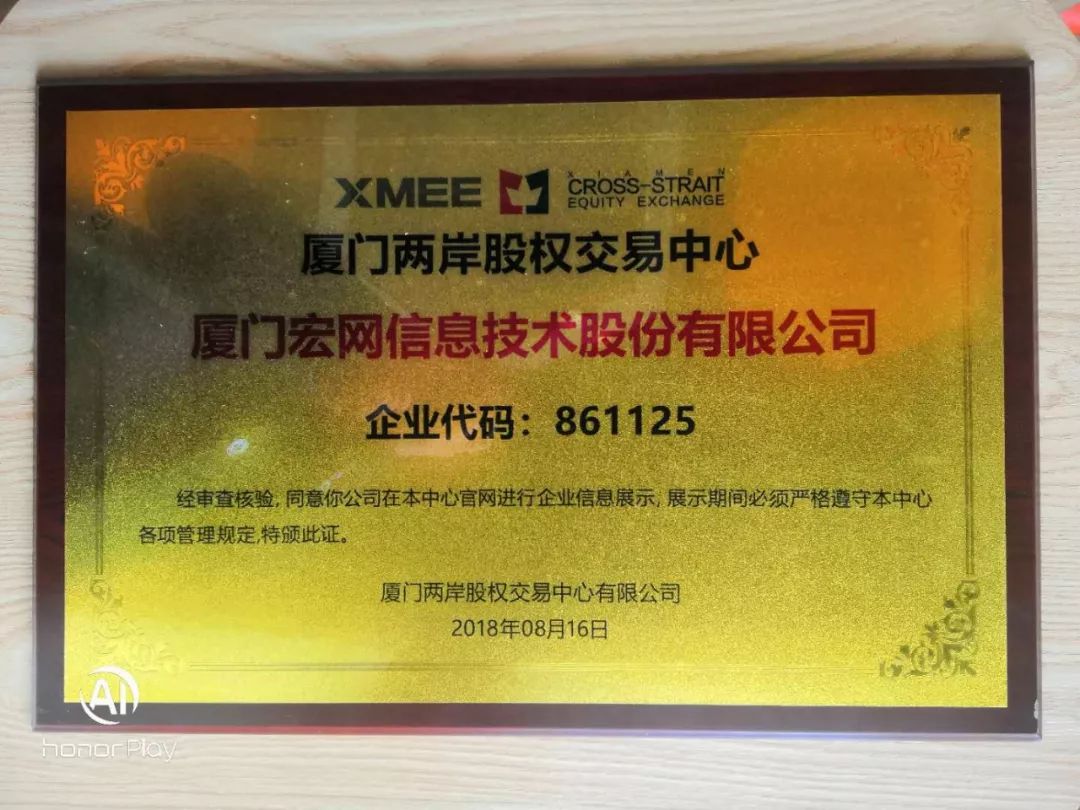 XMEE
XIAMEN
CROSS-STRAIT
EQUITY EXCHANGE
厦门两岸股权交易中心
厦门宏网信息技术股份有限公司
企业代码：861125
经审查核验,同意你公司在本中心官网进行企业信息展示,展示期间必须严格遵守本中心
各项管理规定,特颁此证。
厦门两岸股权交易中心有限公司
2018年08月16日
AI
honor Play